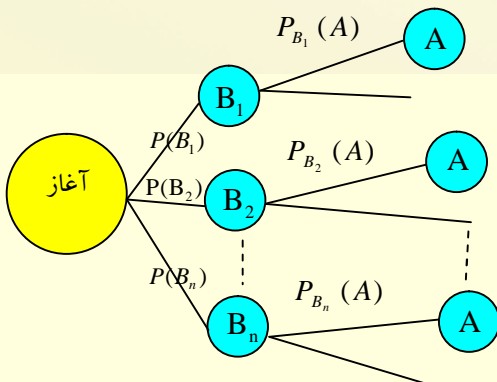 P_{B_1}(A)
A
B_1
P(B_1)
آغاز
P(B_2)
B_2
P_{B_2}(A)
A
P(B_n)
B_n
P_{B_n}(A)
A